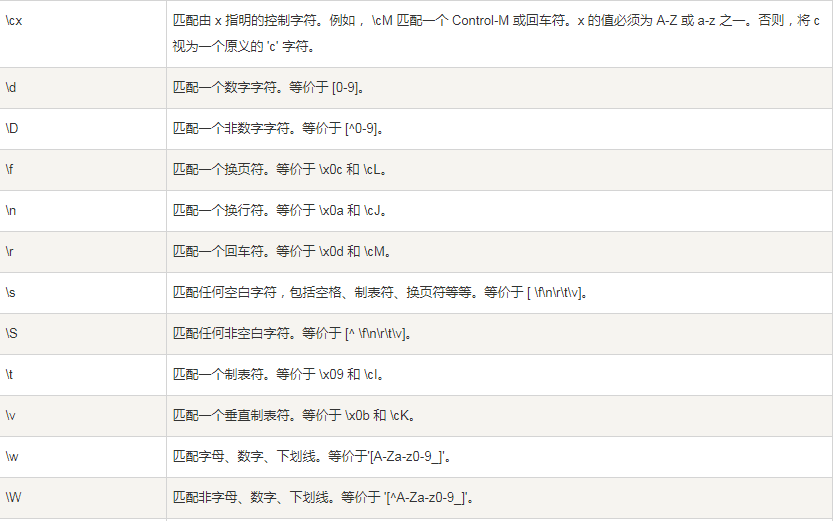 \cx
匹配由 x 指明的控制字符。例如， \cM 匹配一个 Control-M 或回车符。x 的值必须为 A-Z 或 a-z 之一。否则，将 c
视为一个原义的 'c' 字符。
\d
匹配一个数字字符。等价于 [0-9]。
\D
匹配一个非数字字符。等价于 [^0-9]。
\f
匹配一个换页符。等价于 \x0c 和 \cL。
\n
匹配一个换行符。等价于 \x0a 和 \cJ。
\r
匹配一个回车符。等价于 \x0d 和 \cM。
\s
匹配任何空白字符，包括空格、制表符、换页符等等。等价于 [ \f\n\r\t\v]。
\S
匹配任何非空白字符。等价于 [^ \f\n\r\t\v]。
\t
匹配一个制表符。等价于 \x09 和 \cI。
\v
匹配一个垂直制表符。等价于 \x0b 和 \cK。
\w
匹配字母、数字、下划线。等价于'[A-Za-z0-9_]'。
\W
匹配非字母、数字、下划线。等价于 '[^A-Za-z0-9_]'。